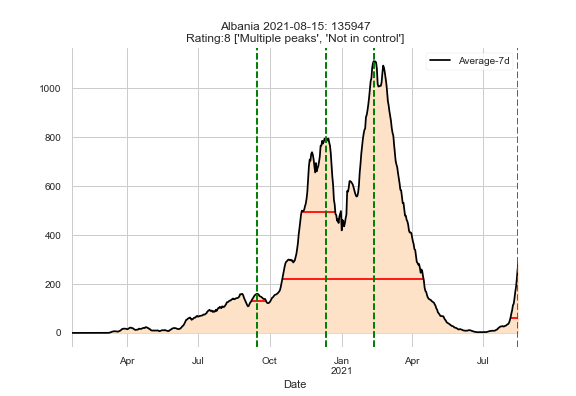 Albania 2021-08-15: 135947
Rating:8 ['Multiple peaks', 'Not in control']
Average-7d
1000
800
600
400
200
0
Apr Jul Oct Jan Apr Jul
2021
Date